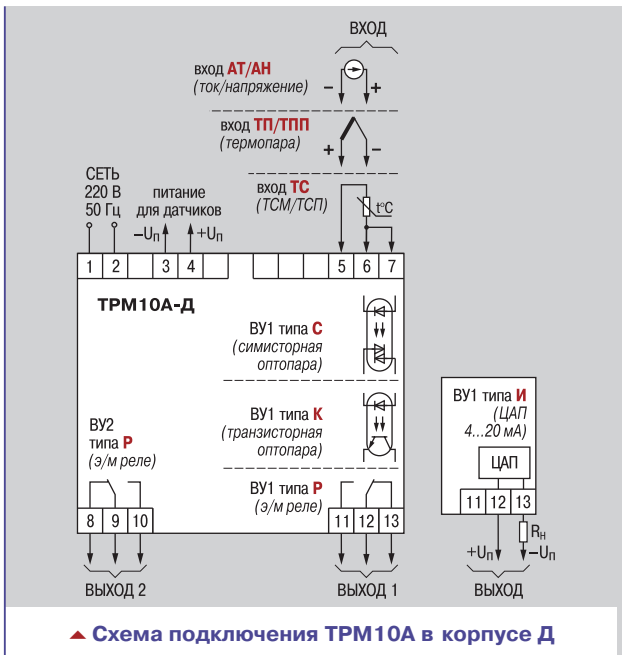 ВХОД
вход АТ/АН
(ток/напряжение)
– +
вход ТП/ТПП
(термопара)
+ –
СЕТЬ
220 В
50 Гц
питание
для датчиков
–Uп +Uп
вход ТС
(ТСМ/ТСП)
t°C
1 2 3 4 5 6 7
ТРМ10А-Д
ВУ1 типа С
(симисторная
оптопара)
ВУ1 типа К
(транзисторная
оптопара)
ВУ2
типа Р
(э/м реле)
ВУ1 типа Р
(э/м реле)
8 9 10 11 12 13
ВЫХОД 2 ВЫХОД 1
ВУ1 типа И
(ЦАП
4...20 мА)
ЦАП
11 12 13
Rн
+Uп –Uп
ВЫХОД
Схема подключения ТРМ10А в корпусе Д